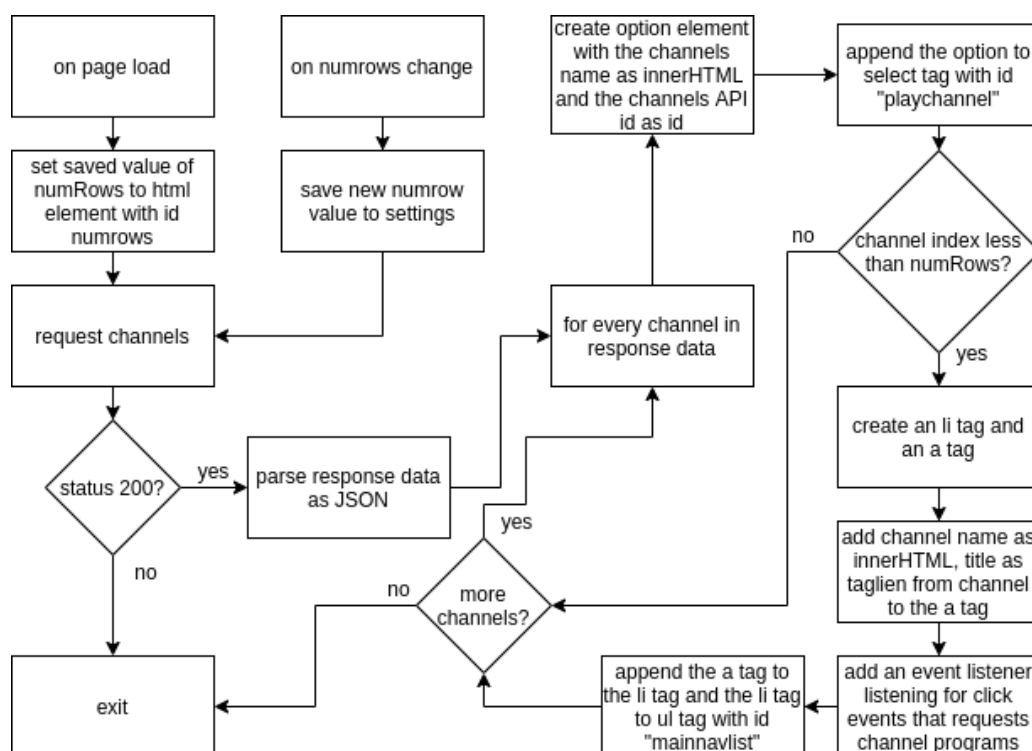 on page load
on numrows change
create option element
with the channels
name as innerHTML
and the channels API
id as id
append the option to
select tag with id
"playchannel"
set saved value of
numRows to html
element with id
numrows
save new numrow
value to settings
no
channel index less
than numRows?
request channels
for every channel in
response data
yes
create an li tag and
an a tag
status 200?
yes
parse response data
as JSON
yes
no
add channel name as
innerHTML, title as
taglien from channel
to the a tag
no
more
channels?
exit
append the a tag to
the li tag and the li tag
to ul tag with id
"mainnavlist"
add an event listener
listening for click
events that requests
channel programs